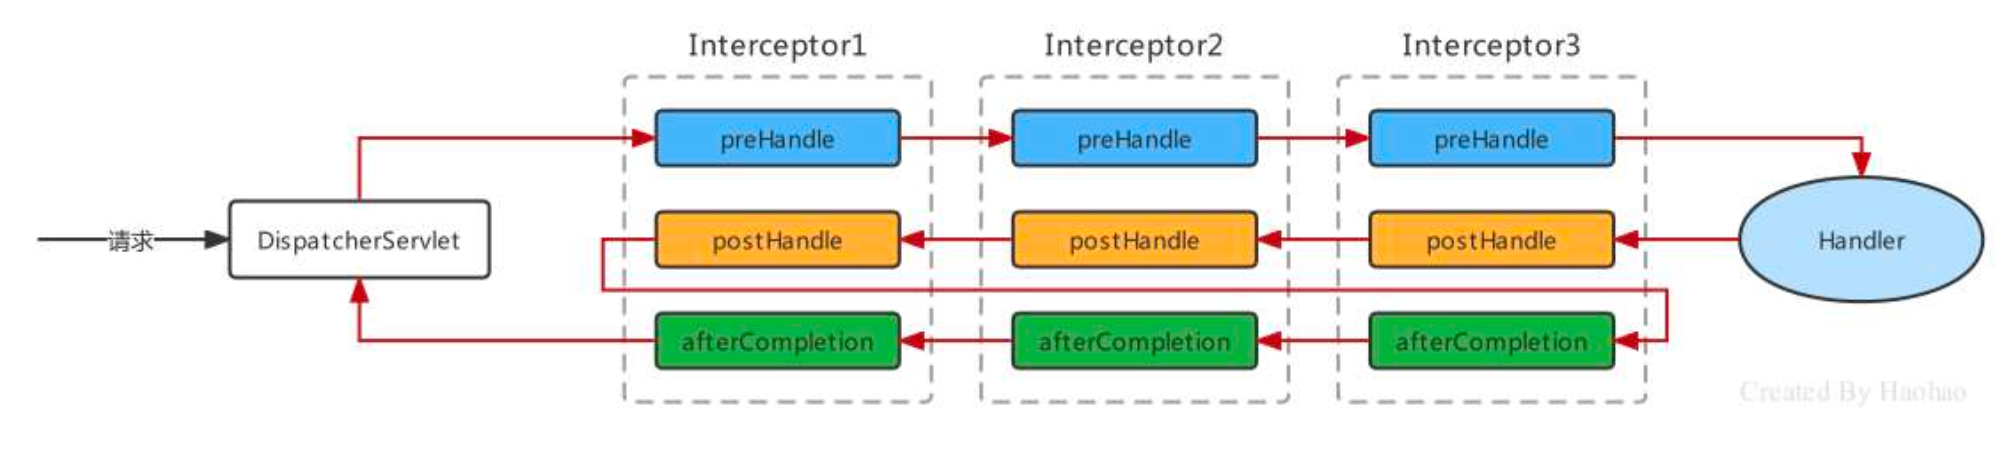 Interceptor1
Interceptor2
Interceptor3
preHandle
preHandle
preHandle
请求
DispatcherServlet
postHandle
postHandle
postHandle
Handler
afterCompletion
afterCompletion
afterCompletion
Created By Haohao